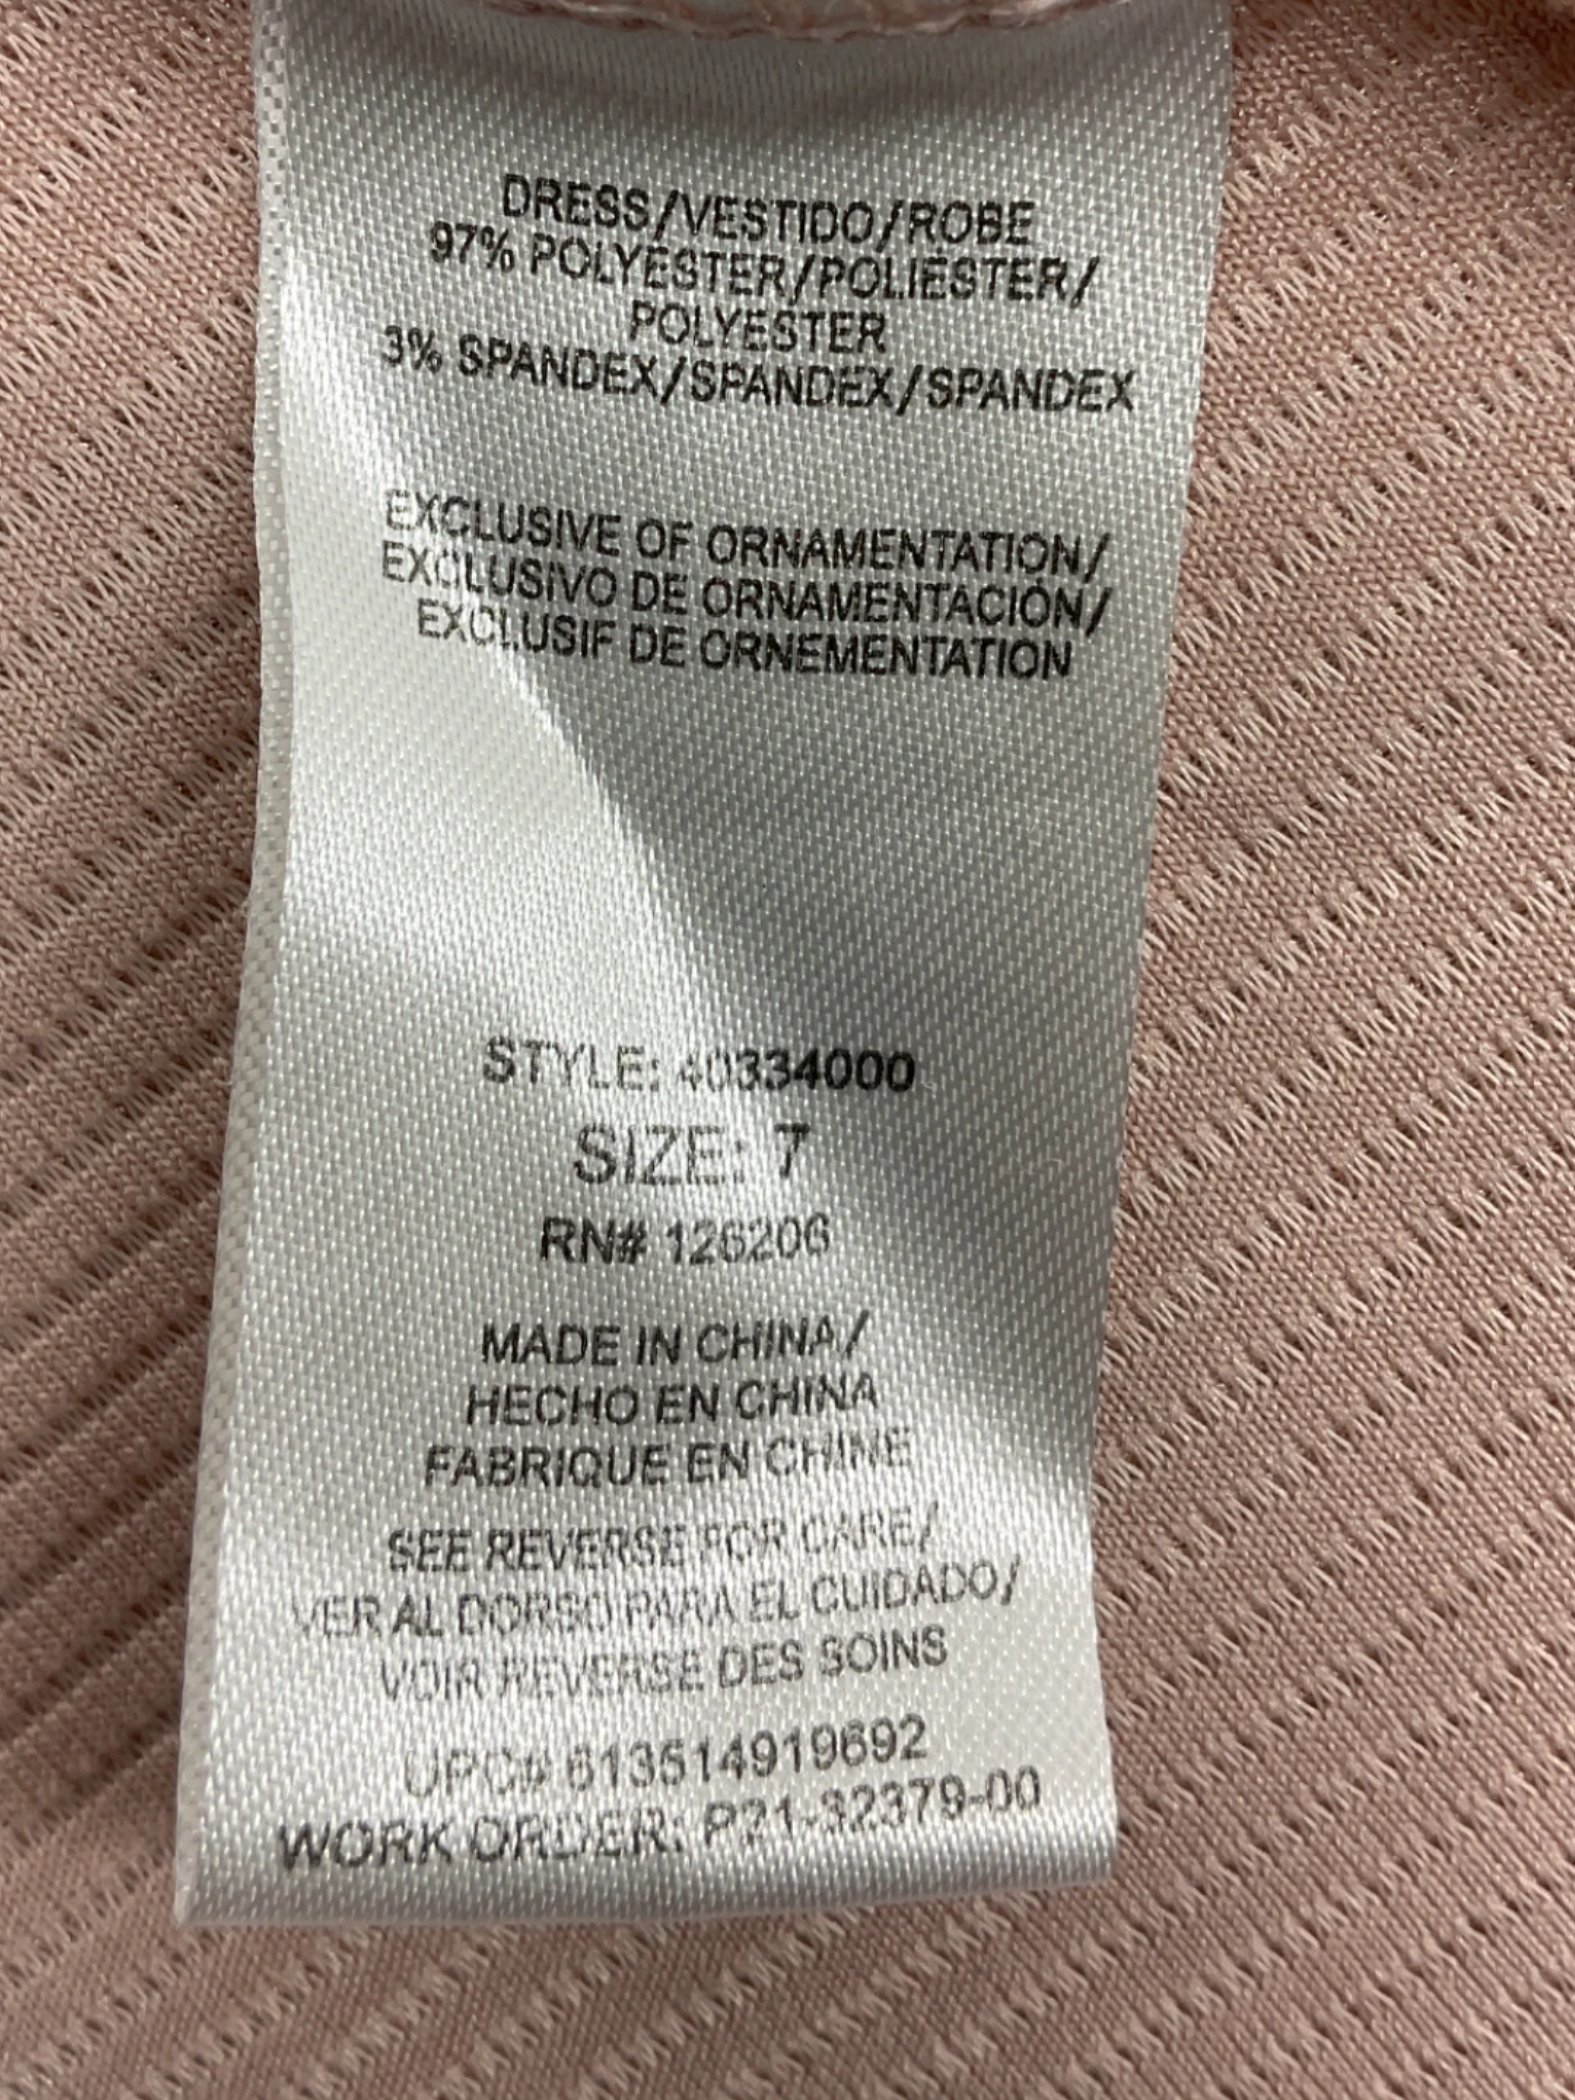 DRESS/VESTIDO/ROBE
97% POLYESTER/POLIESTER/
POLYESTER
3% SPANDEX/SPANDEX/SPANDEX
EXCLUSIVE OF ORNAMENTATION/
EXCLUSIVO DE ORNAMENTACIÓN/
EXCLUSIF DE ORNEMENTATION
STYLE: 40334000
SIZE: 7
RN# 126206
MADE IN CHINA/
HECHO EN CHINA
FABRIQUE EN CHINE
SEE REVERSE FOR CARE/
VER AL DORSO PARA EL CUIDADO/
VOIR REVERSE DES SOINS
UPC# 613514919692
WORK ORDER: P21-32379-00